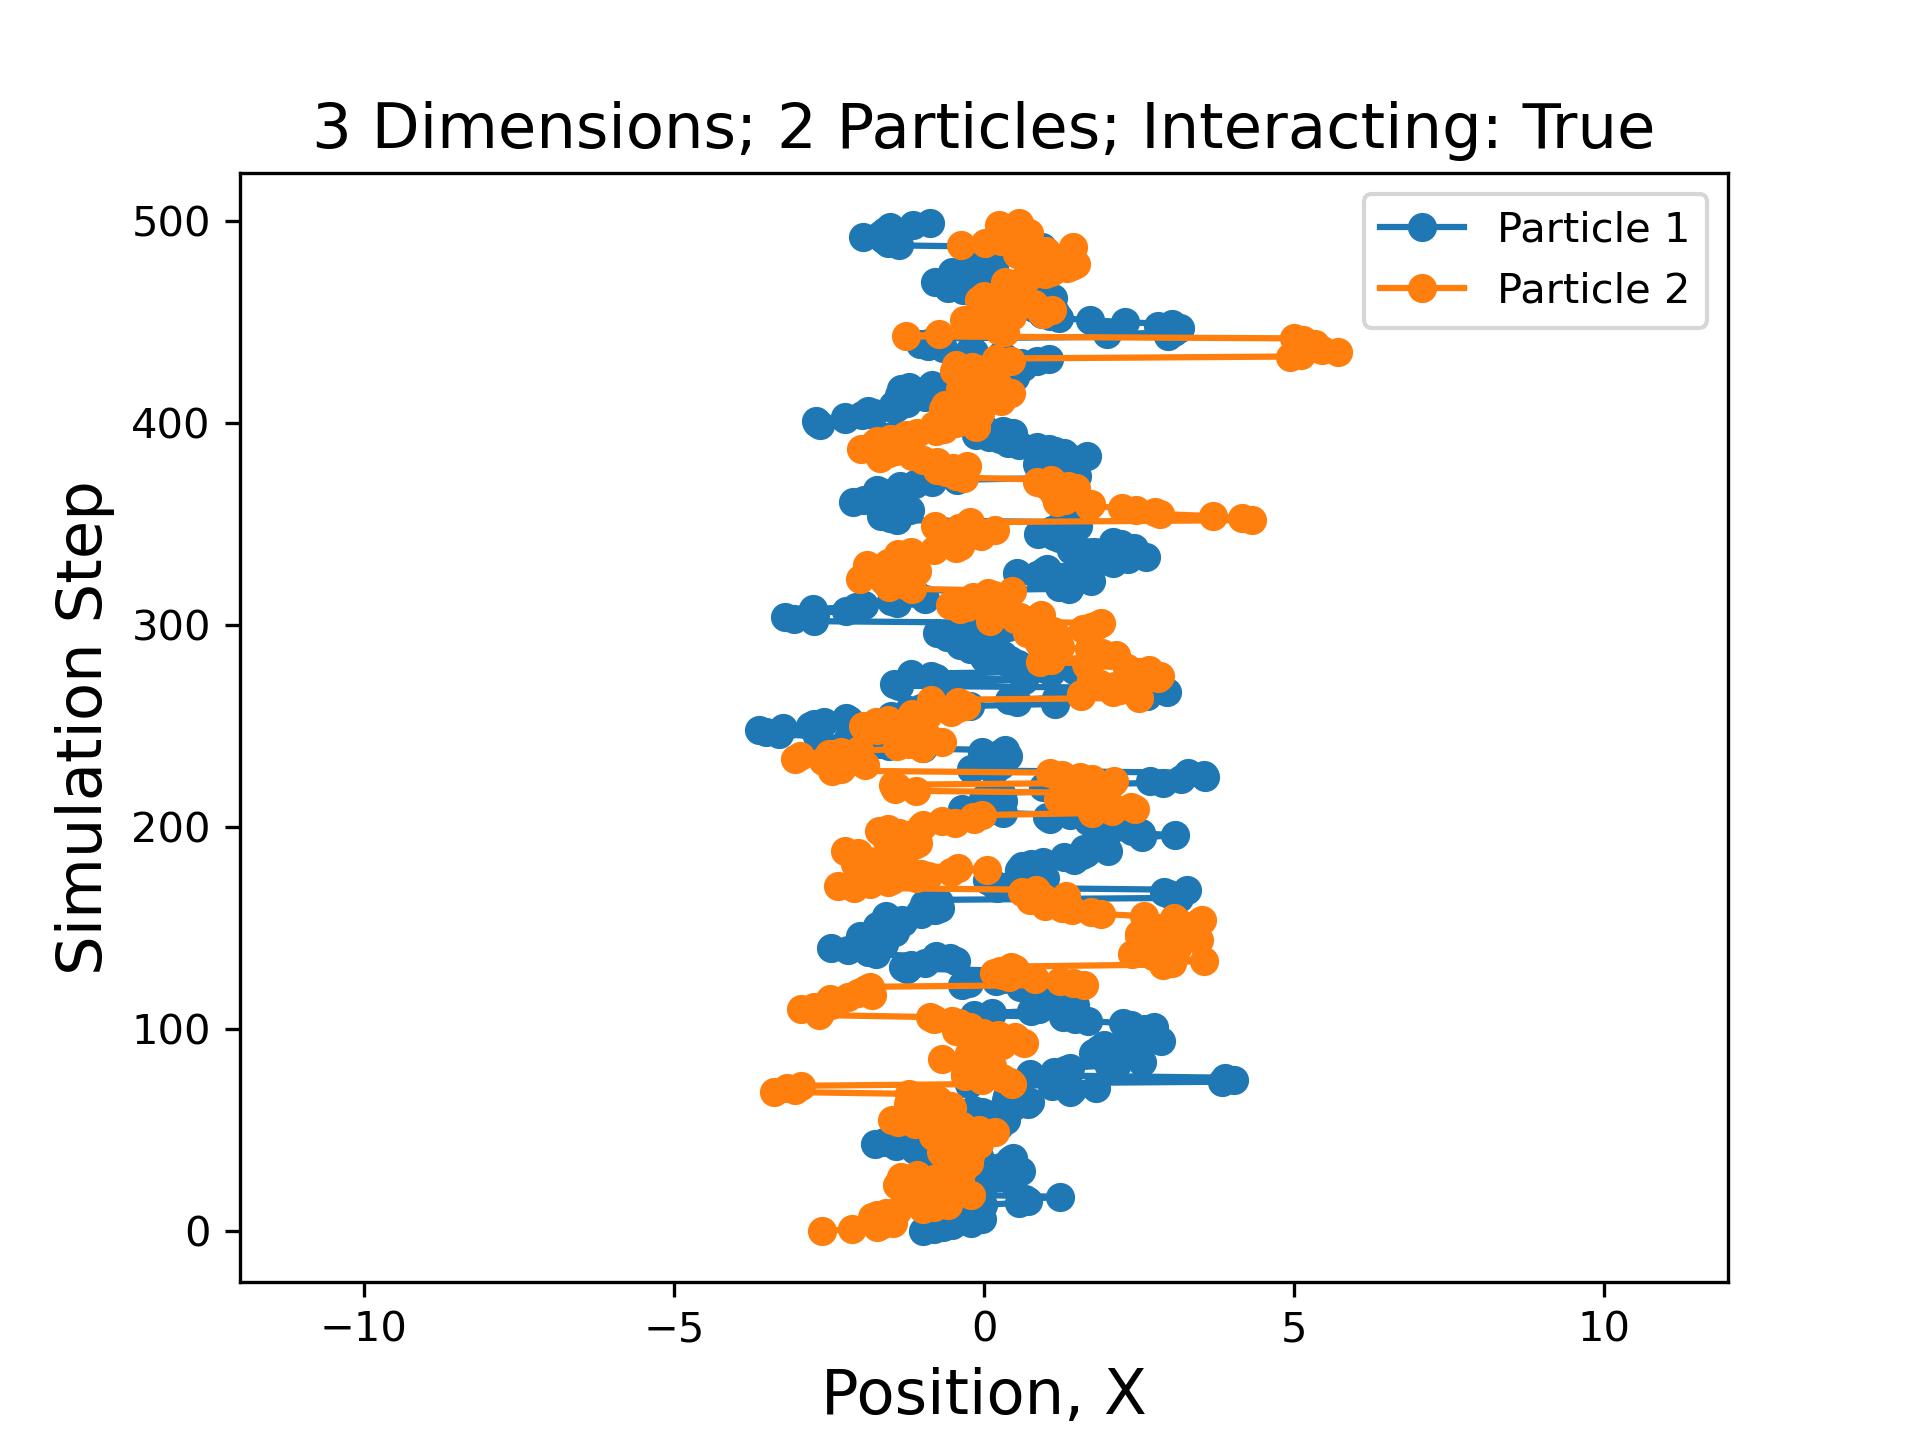 3 Dimensions; 2 Particles; Interacting: True
Particle 1
Particle 2
500
400
300
200
100
0
Simulation Step
−10
−5
0
5
10
Position, X